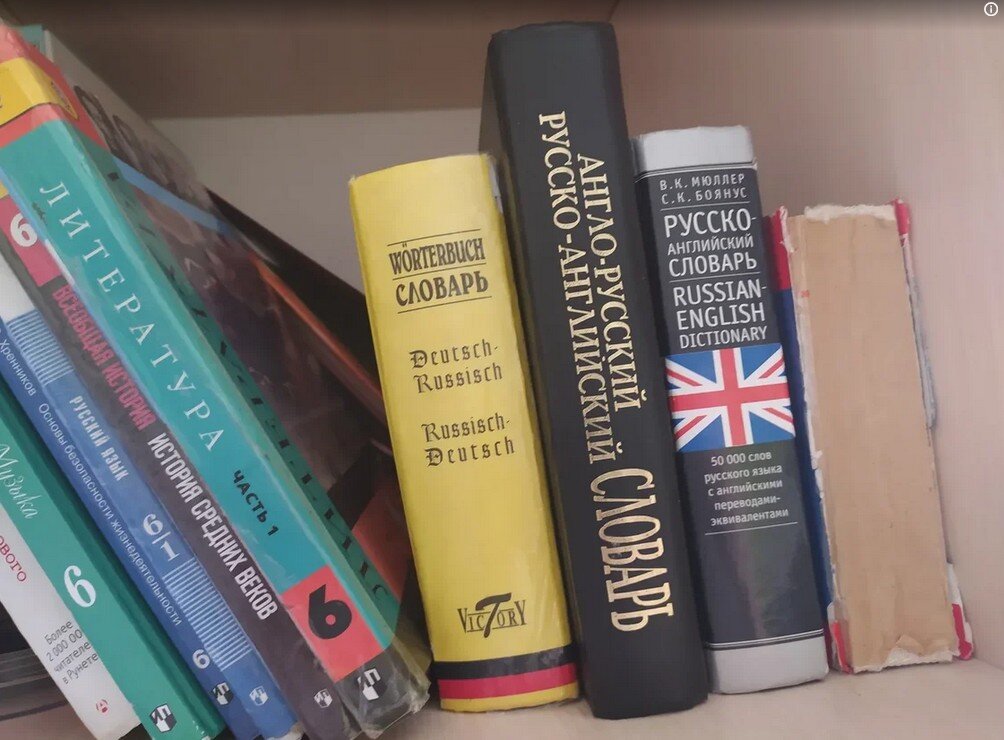 более
2 000 00
читателе
в Рунете
Музыка
6
Хренников
Основы безопасности жизнедеятельности
6
РУССКИЙ ЯЗЫК
6/1
6
ВСЕОБЩАЯ ИСТОРИЯ
ИСТОРИЯ СРЕДНИХ ВЕКОВ
ЛИТЕРАТУРА
ЧАСТЬ 1
6
WÖRTERBUCH
СЛОВАРЬ
Deutsch-
Russisch
Russisch-
Deutsch
VICTORY
АНГЛО-РУССКИЙ
РУССКО-АНГЛИЙСКИЙ
СЛОВАРЬ
В.К. МЮЛЛЕР
С.К. БОЯНУС
РУССКО-
АНГЛИЙСКИЙ
СЛОВАРЬ
RUSSIAN-
ENGLISH
DICTIONARY
50 000 слов
русского языка
с английскими
переводами-
эквивалентами